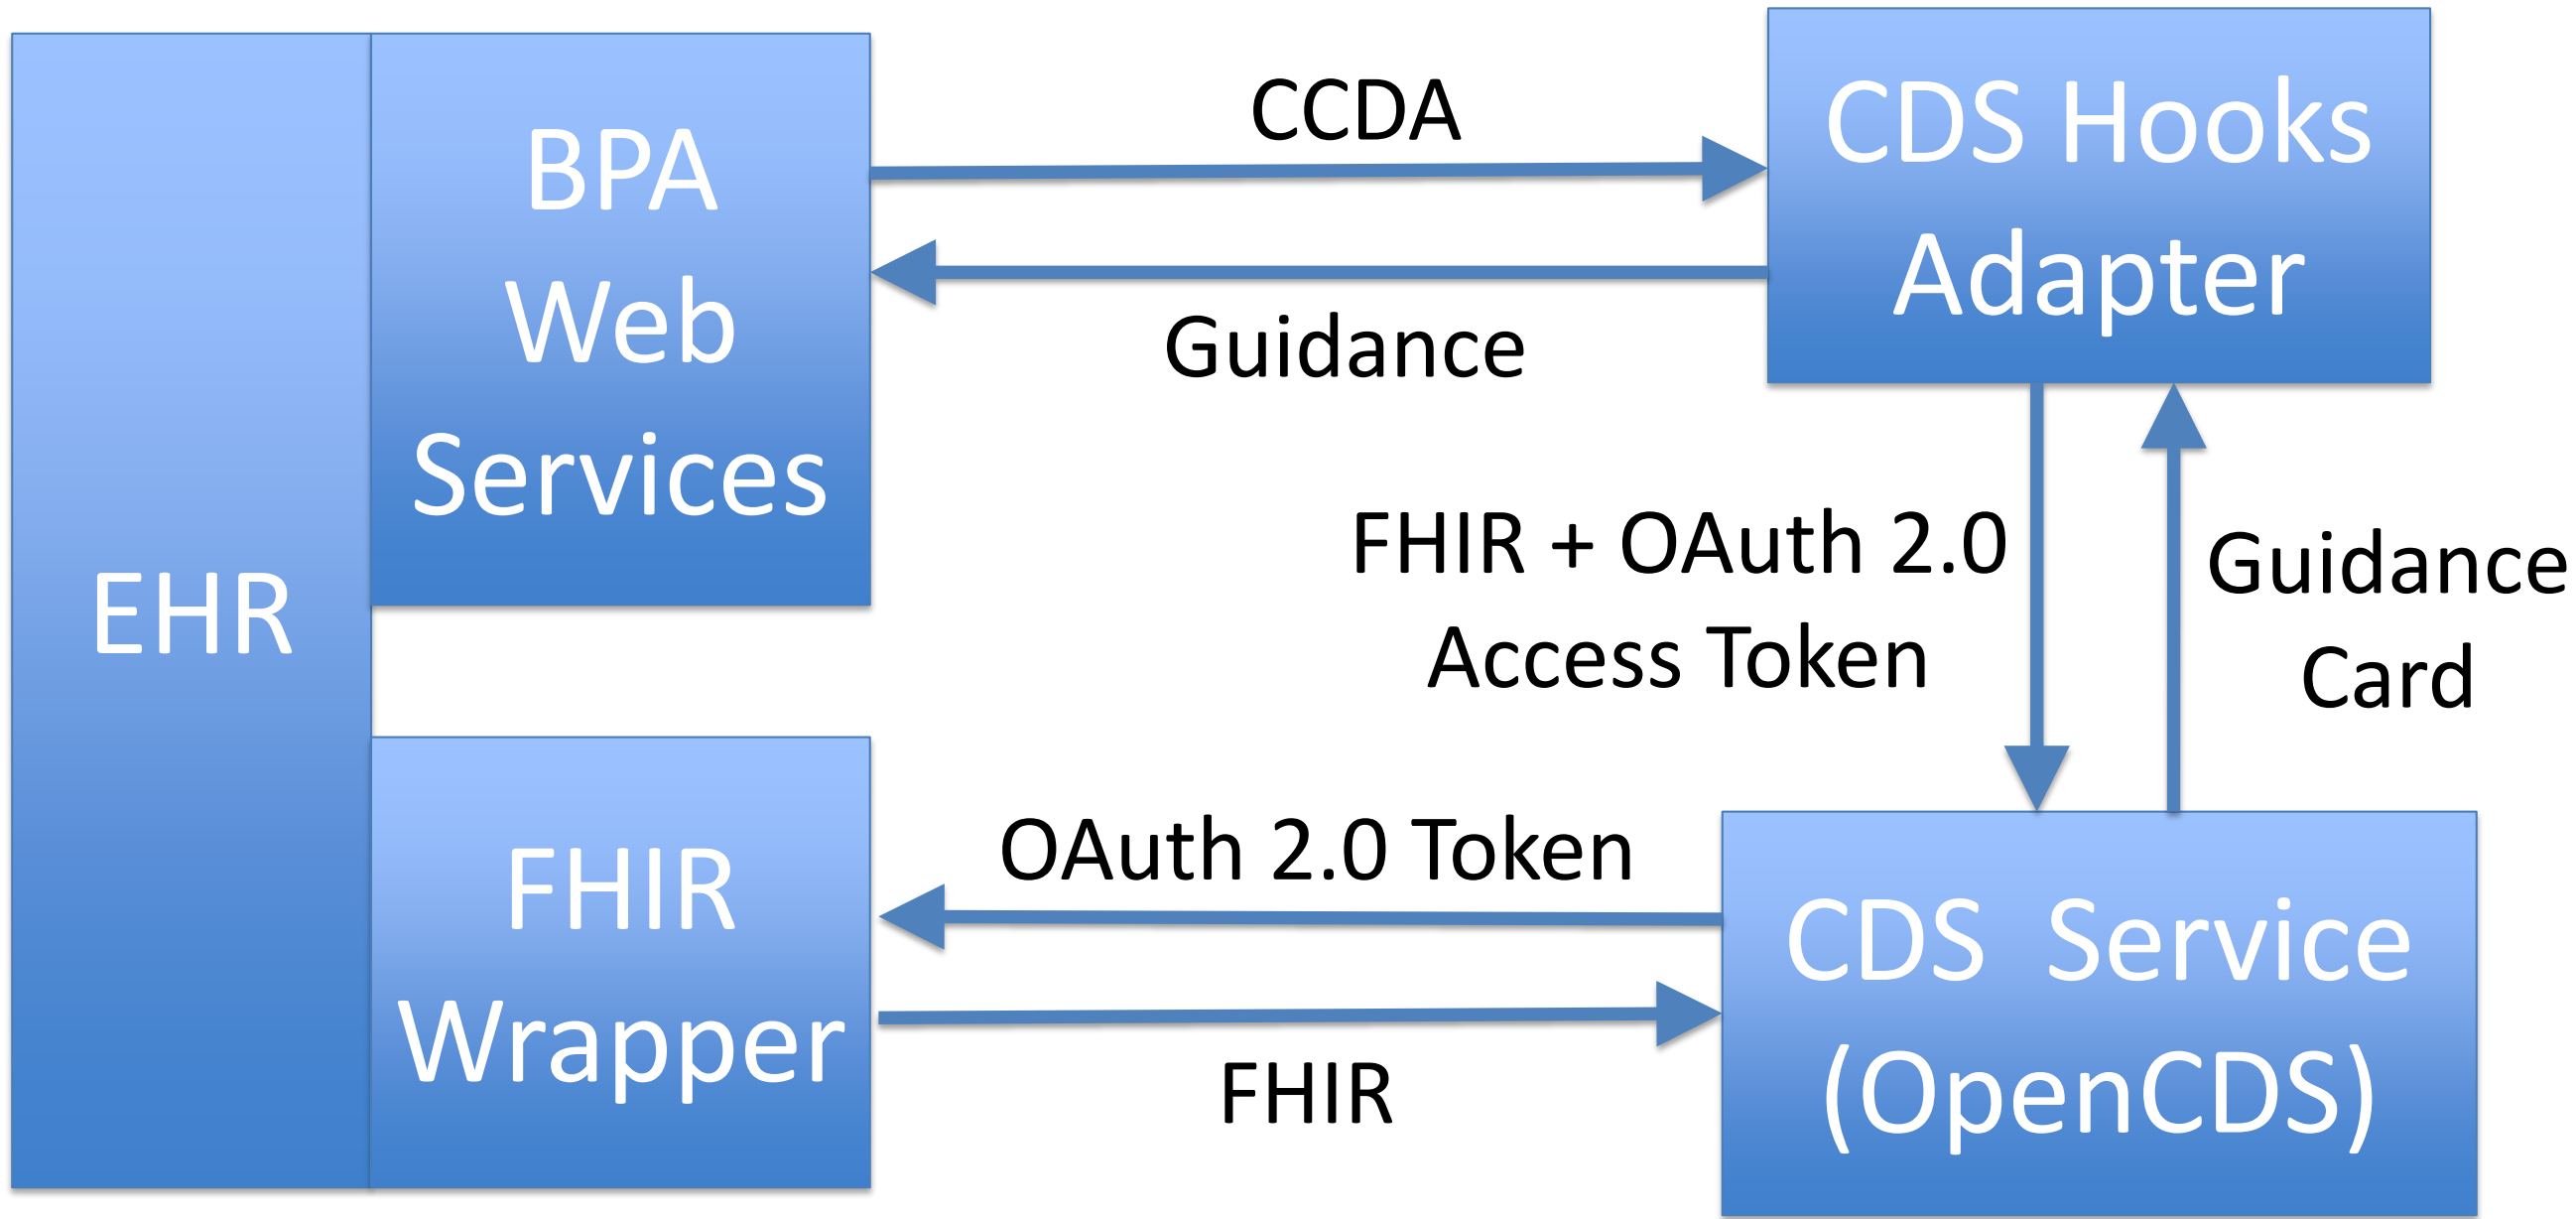 EHR
BPA
Web
Services
CCDA
Guidance
CDS Hooks
Adapter
FHIR + OAuth 2.0
Access Token
Guidance
Card
FHIR
Wrapper
OAuth 2.0 Token
FHIR
CDS Service
(OpenCDS)